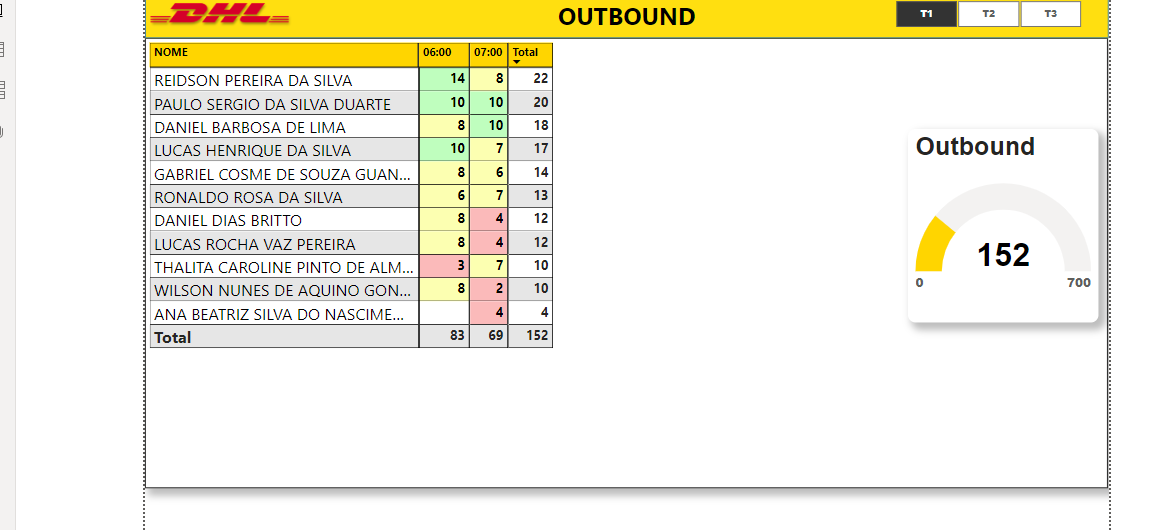 DHL
OUTBOUND
T1 T2 T3
NOME 06:00 07:00 Total
REIDSON PEREIRA DA SILVA 14 8 22
PAULO SERGIO DA SILVA DUARTE 10 10 20
DANIEL BARBOSA DE LIMA 8 10 18
LUCAS HENRIQUE DA SILVA 10 7 17
GABRIEL COSME DE SOUZA GUAN... 8 6 14
RONALDO ROSA DA SILVA 6 7 13
DANIEL DIAS BRITTO 8 4 12
LUCAS ROCHA VAZ PEREIRA 8 4 12
THALITA CAROLINE PINTO DE ALM... 3 7 10
WILSON NUNES DE AQUINO GON... 8 2 10
ANA BEATRIZ SILVA DO NASCIME... 4 4
Total 83 69 152
Outbound
152
0 700